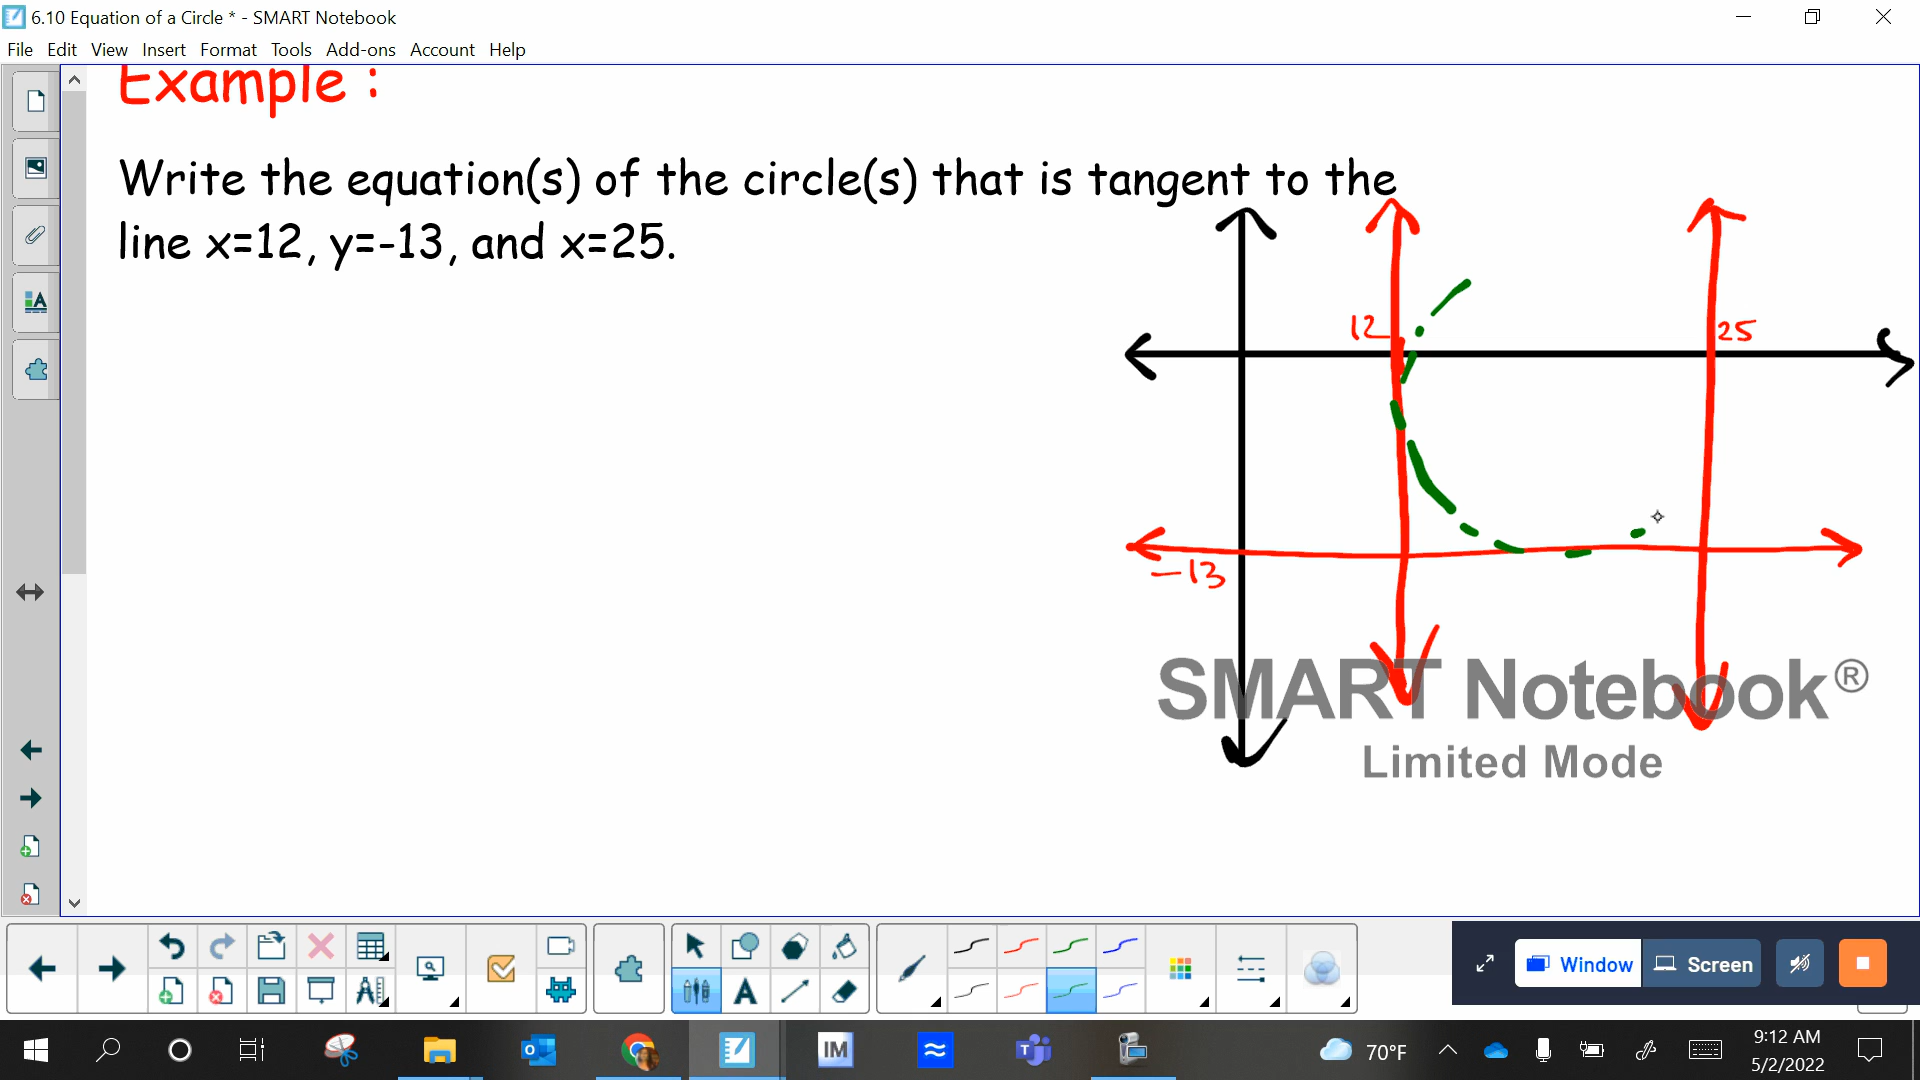 6.10 Equation of a Circle * - SMART Notebook
File Edit View Insert Format Tools Add-ons Account Help
Example :
Write the equation(s) of the circle(s) that is tangent to the
line x=12, y=-13, and x=25.
12
25
-13
SMART Notebook®
Limited Mode
A
A
Window
Screen
IM
70°F
9:12 AM
5/2/2022